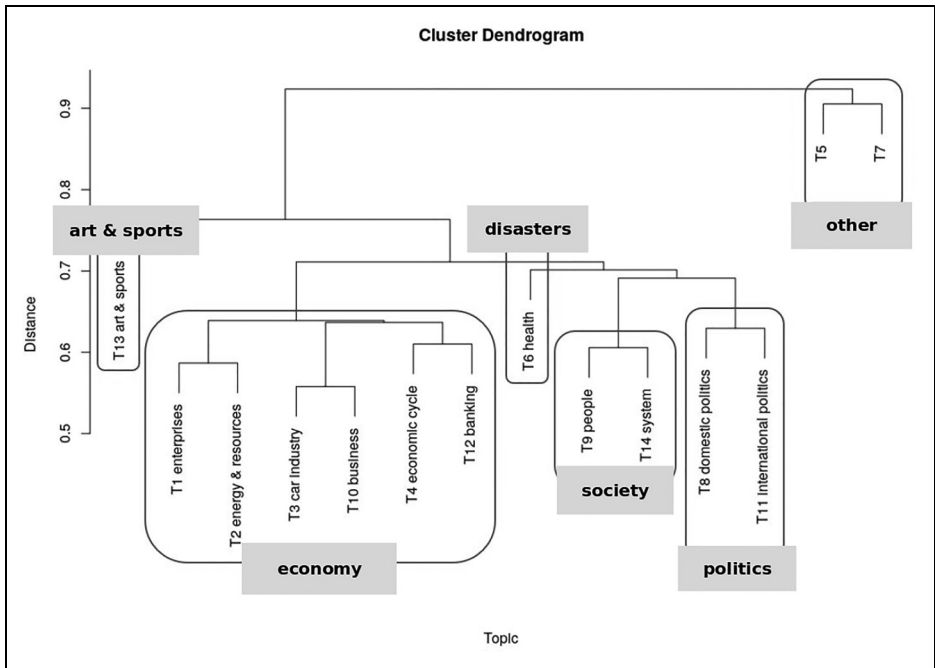 Cluster Dendrogram
Distance
0.9
0.8
0.7
0.6
0.5
art & sports
disasters
other
economy
society
politics
T13 art & sports
T1 enterprises
T2 energy & resources
T3 car industry
T10 business
T4 economic cycle
T12 banking
T6 health
T9 people
T14 system
T8 domestic politics
T11 International politics
T5
T7
Topic